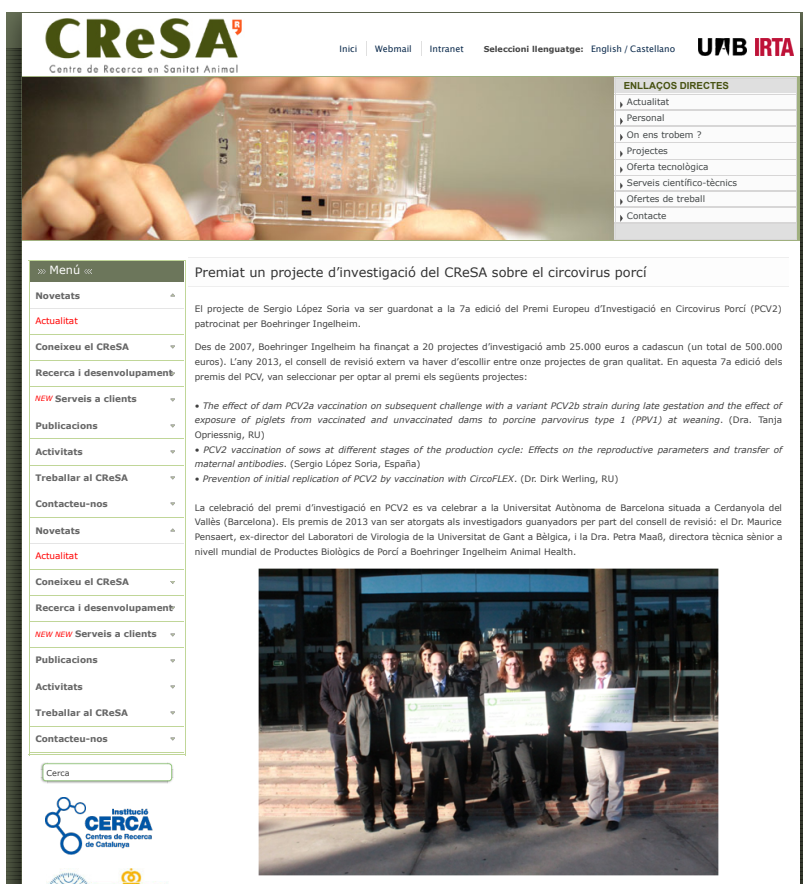 CReSA
Centre de Recerca en Sanitat Animal
Inici
Webmail
Intranet
Seleccioni llenguatge: English / Castellano
UAB IRTA
ENLLAÇOS DIRECTES
Actualitat
Personal
On ens trobem ?
Projectes
Oferta tecnològica
Serveis científico-tècnics
Ofertes de treball
Contacte
Menú
Novetats
Actualitat
Coneixeu el CReSA
Recerca i desenvolupament
NEW Serveis a clients
Publicacions
Activitats
Treballar al CReSA
Contacteu-nos
Novetats
Actualitat
Coneixeu el CReSA
Recerca i desenvolupament
NEW NEW Serveis a clients
Publicacions
Activitats
Treballar al CReSA
Contacteu-nos
Cerca
Institució
CERCA
Centres de Recerca
de Catalunya
Premiat un projecte d’investigació del CReSA sobre el circovirus porcí
El projecte de Sergio López Soria va ser guardonat a la 7a edició del Premi Europeu d’Investigació en Circovirus Porcí (PCV2)
patrocinat per Boehringer Ingelheim.
Des de 2007, Boehringer Ingelheim ha finançat a 20 projectes d’investigació amb 25.000 euros a cadascun (un total de 500.000
euros). L’any 2013, el consell de revisió extern va haver d’escollir entre onze projectes de gran qualitat. En aquesta 7a edició dels
premis del PCV, van seleccionar per optar al premi els següents projectes:
• The effect of dam PCV2a vaccination on subsequent challenge with a variant PCV2b strain during late gestation and the effect of
exposure of piglets from vaccinated and unvaccinated dams to porcine parvovirus type 1 (PPV1) at weaning. (Dra. Tanja
Opriessnig, RU)
• PCV2 vaccination of sows at different stages of the production cycle: Effects on the reproductive parameters and transfer of
maternal antibodies. (Sergio López Soria, España)
• Prevention of initial replication of PCV2 by vaccination with CircoFLEX. (Dr. Dirk Werling, RU)
La celebració del premi d’investigació en PCV2 es va celebrar a la Universitat Autònoma de Barcelona situada a Cerdanyola del
Vallès (Barcelona). Els premis de 2013 van ser atorgats als investigadors guanyadors per part del consell de revisió: el Dr. Maurice
Pensaert, ex-director del Laboratori de Virologia de la Universitat de Gant a Bèlgica, i la Dra. Petra Maaß, directora tècnica sènior a
nivell mundial de Productes Biològics de Porcí a Boehringer Ingelheim Animal Health.